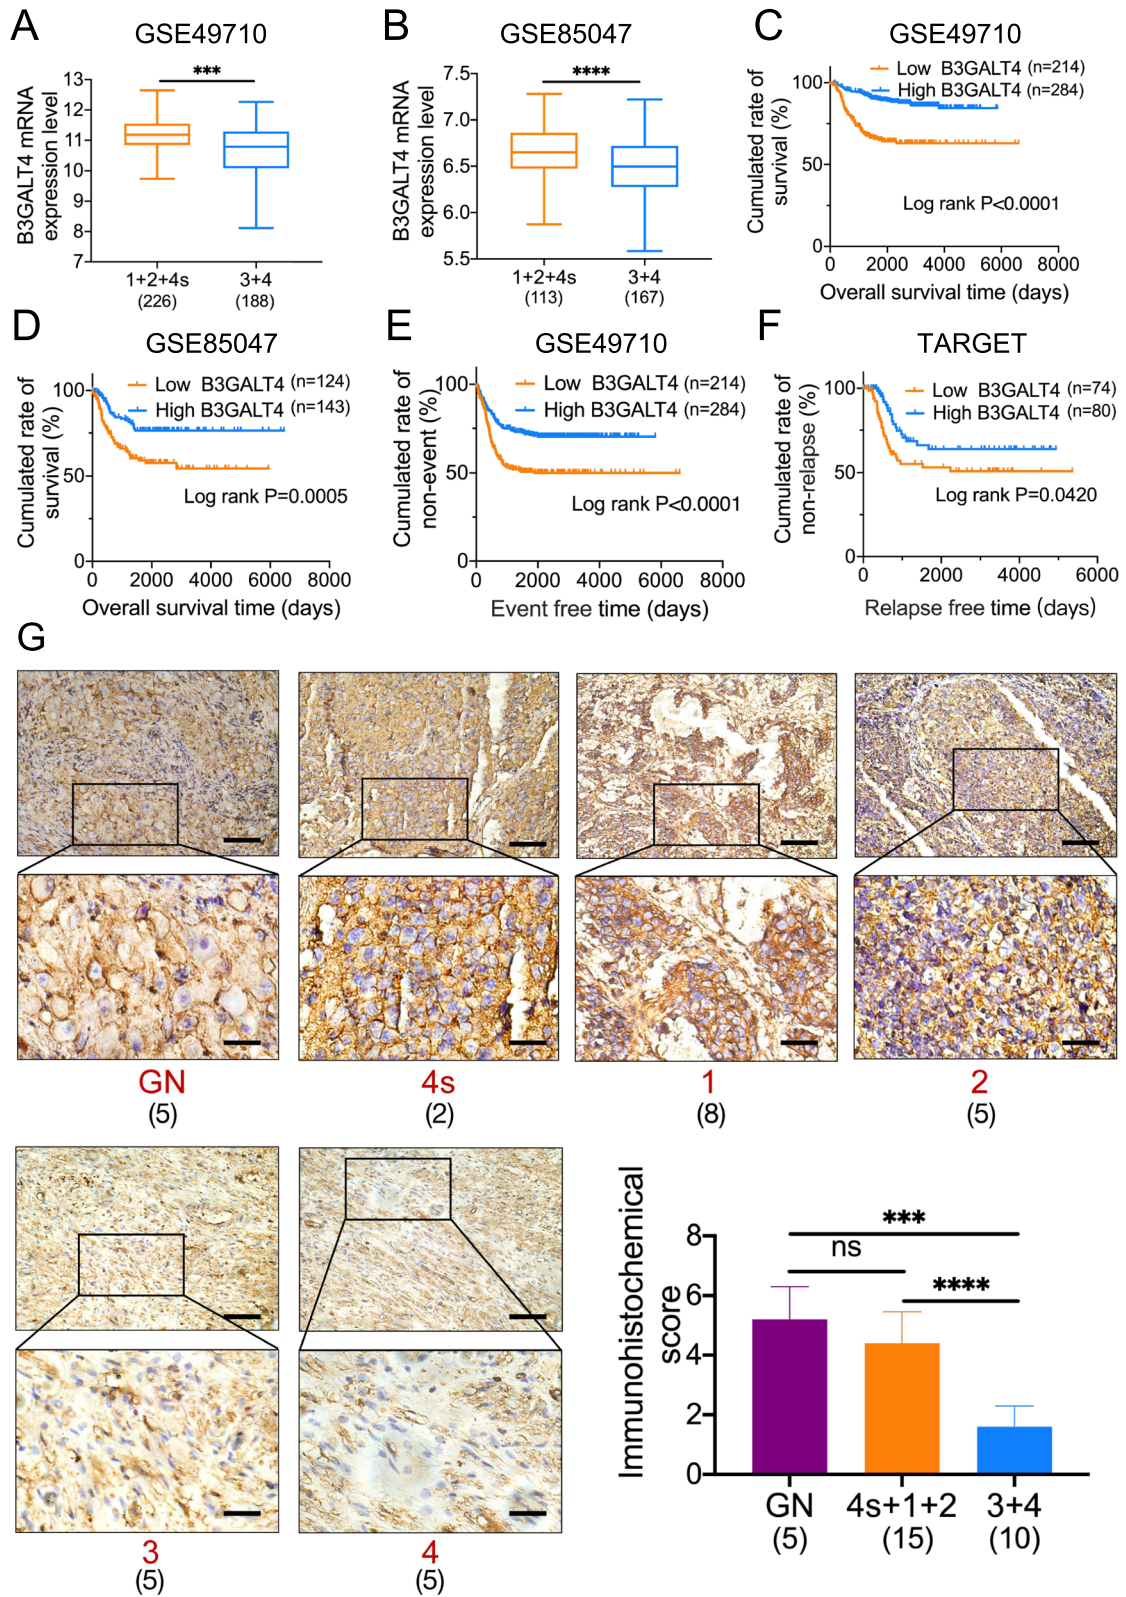 A
GSE49710
B3GALT4 mRNA
expression level
13
12
11
10
9
8
7
***
1+2+4s
(226)
3+4
(188)
B
GSE85047
B3GALT4 mRNA
expression level
7.5
7.0
6.5
6.0
5.5
****
1+2+4s
(113)
3+4
(167)
C
GSE49710
Low B3GALT4 (n=214)
High B3GALT4 (n=284)
Cumulated rate of
survival (%)
100
50
0
Log rank P<0.0001
0 2000 4000 6000 8000
Overall survival time (days)
D
GSE85047
Low B3GALT4 (n=124)
High B3GALT4 (n=143)
Cumulated rate of
survival (%)
100
50
0
Log rank P=0.0005
0 2000 4000 6000 8000
Overall survival time (days)
E
GSE49710
Low B3GALT4 (n=214)
High B3GALT4 (n=284)
Cumulated rate of
non-event (%)
100
50
0
Log rank P<0.0001
0 2000 4000 6000 8000
Event free time (days)
F
TARGET
Low B3GALT4 (n=74)
High B3GALT4 (n=80)
Cumulated rate of
non-relapse (%)
100
50
0
Log rank P=0.0420
0 2000 4000 6000
Relapse free time (days)
G
GN
(5)
4s
(2)
1
(8)
2
(5)
3
(5)
4
(5)
Immunohistochemical
score
8
6
4
2
0
***
ns
****
GN
(5)
4s+1+2
(15)
3+4
(10)